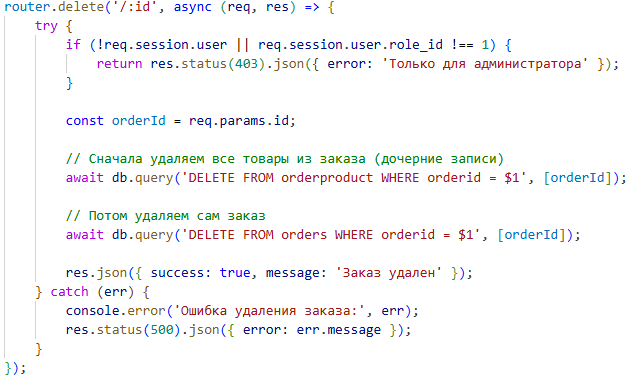 router.delete('/:id', async (req, res) => {
    try {
        if (!req.session.user || req.session.user.role_id !== 1) {
            return res.status(403).json({ error: 'Только для администратора' });
        }

        const orderId = req.params.id;

        // Сначала удаляем все товары из заказа (дочерние записи)
        await db.query('DELETE FROM orderproduct WHERE orderid = $1', [orderId]);

        // Потом удаляем сам заказ
        await db.query('DELETE FROM orders WHERE orderid = $1', [orderId]);

        res.json({ success: true, message: 'Заказ удален' });
    } catch (err) {
        console.error('Ошибка удаления заказа:', err);
        res.status(500).json({ error: err.message });
    }
});